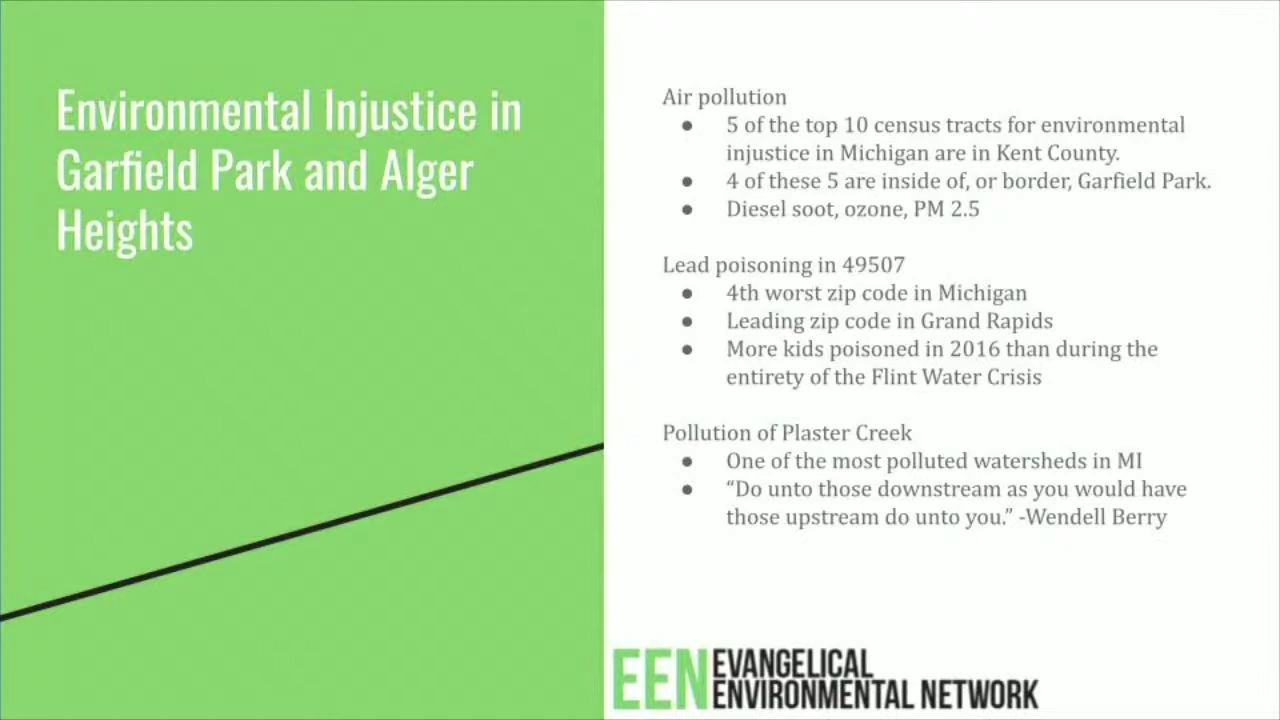 Environmental Injustice in
Garfield Park and Alger
Heights
Air pollution
● 5 of the top 10 census tracts for environmental
injustice in Michigan are in Kent County.
● 4 of these 5 are inside of, or border, Garfield Park.
● Diesel soot, ozone, PM 2.5
Lead poisoning in 49507
● 4th worst zip code in Michigan
● Leading zip code in Grand Rapids
● More kids poisoned in 2016 than during the
entirety of the Flint Water Crisis
Pollution of Plaster Creek
● One of the most polluted watersheds in MI
● “Do unto those downstream as you would have
those upstream do unto you.” -Wendell Berry
EEN EVANGELICAL
ENVIRONMENTAL NETWORK